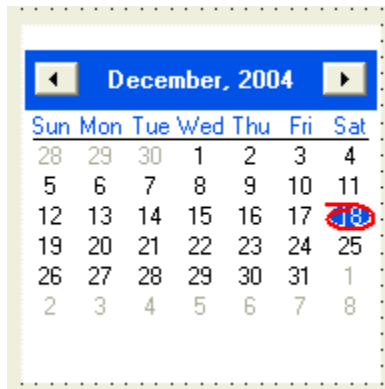 December, 2004
Sun Mon Tue Wed Thu Fri Sat
28 29 30 1 2 3 4
5 6 7 8 9 10 11
12 13 14 15 16 17 18
19 20 21 22 23 24 25
26 27 28 29 30 31 1
2 3 4 5 6 7 8